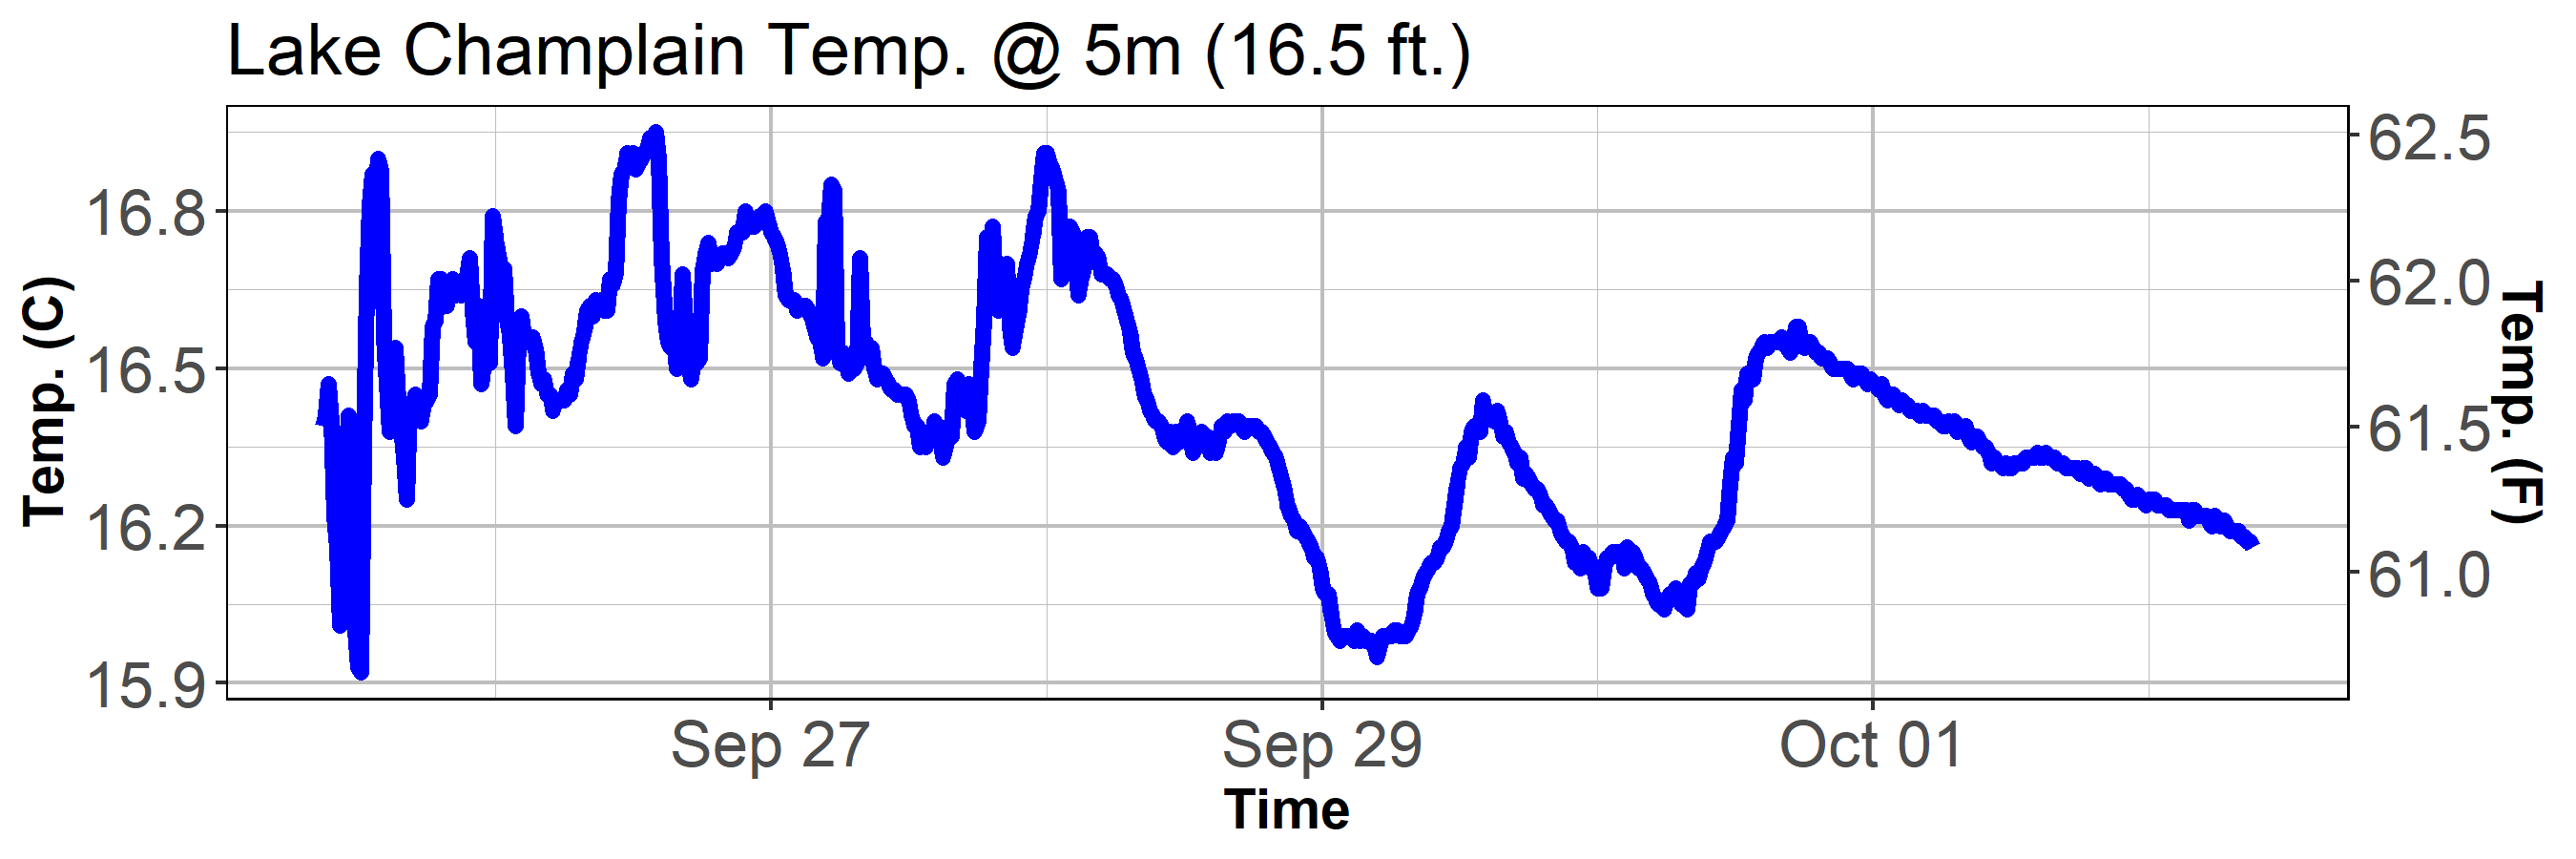 Lake Champlain Temp. @ 5m (16.5 ft.)
Temp. (C)
16.8
16.5
16.2
15.9
62.5
62.0
61.5
61.0
Temp. (F)
Sep 27
Sep 29
Oct 01
Time